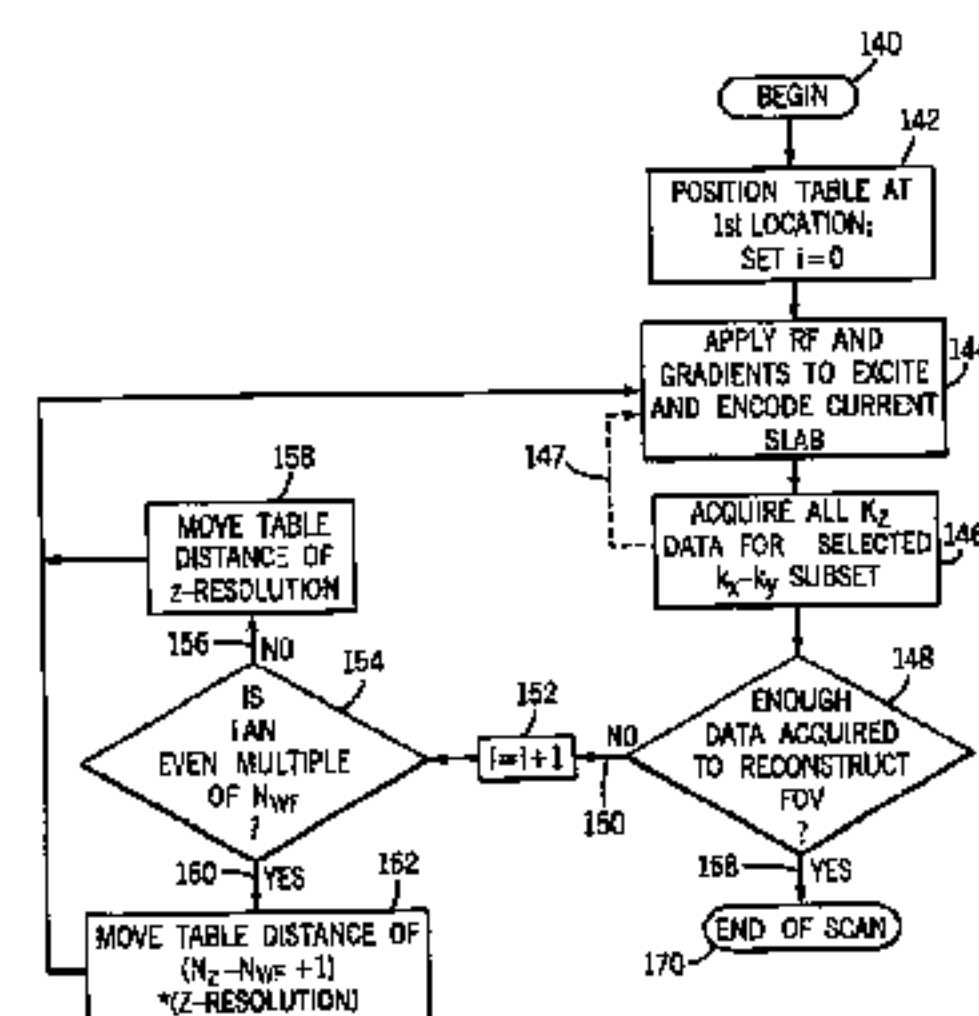 140
BEGIN
142
POSITION TABLE AT
1st LOCATION;
SET i=0
APPLY RF AND
GRADIENTS TO EXCITE
AND ENCODE CURRENT
SLAB
144
147
ACQUIRE ALL Kz
DATA FOR SELECTED
kx-ky SUBSET
146
158
MOVE TABLE
DISTANCE OF
z-RESOLUTION
156
NO
154
IS
i AN
EVEN MULTIPLE
OF NWF
?
152
i=i+1
NO
150
148
ENOUGH
DATA ACQUIRED
TO RECONSTRUCT
FOV
?
160
YES
162
MOVE TABLE DISTANCE OF
(Nz-NWF +1)
*(Z-RESOLUTION)
168
YES
END OF SCAN
170